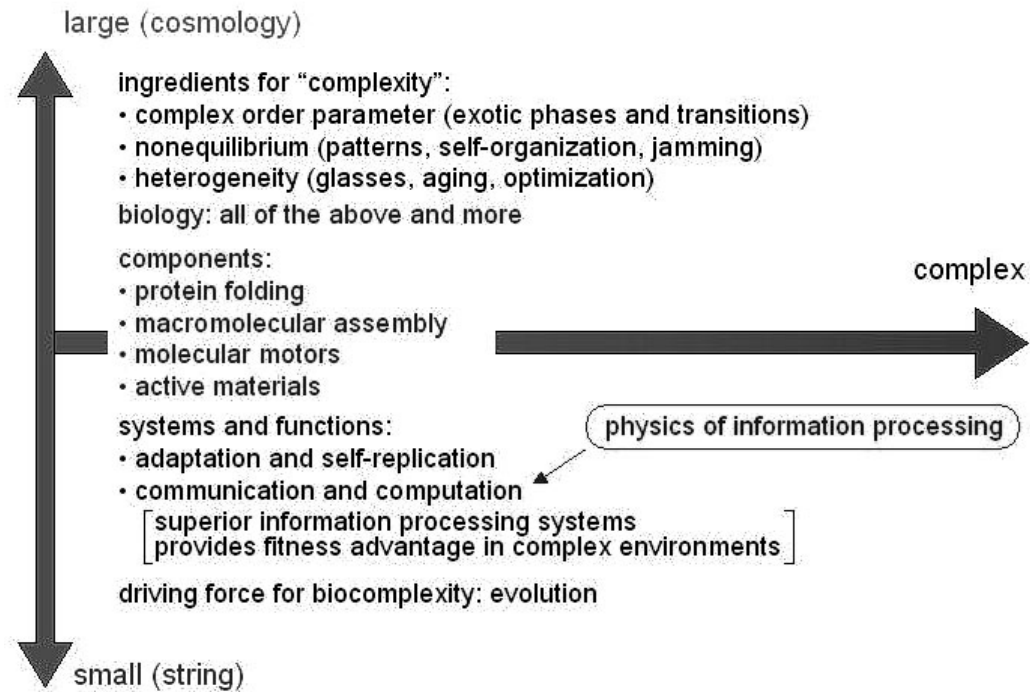 large (cosmology)
ingredients for “complexity”:
• complex order parameter (exotic phases and transitions)
• nonequilibrium (patterns, self-organization, jamming)
• heterogeneity (glasses, aging, optimization)
biology: all of the above and more
components:
• protein folding
• macromolecular assembly
• molecular motors
• active materials
complex
systems and functions:
• adaptation and self-replication
• communication and computation
physics of information processing
superior information processing systems
provides fitness advantage in complex environments
driving force for biocomplexity: evolution
small (string)